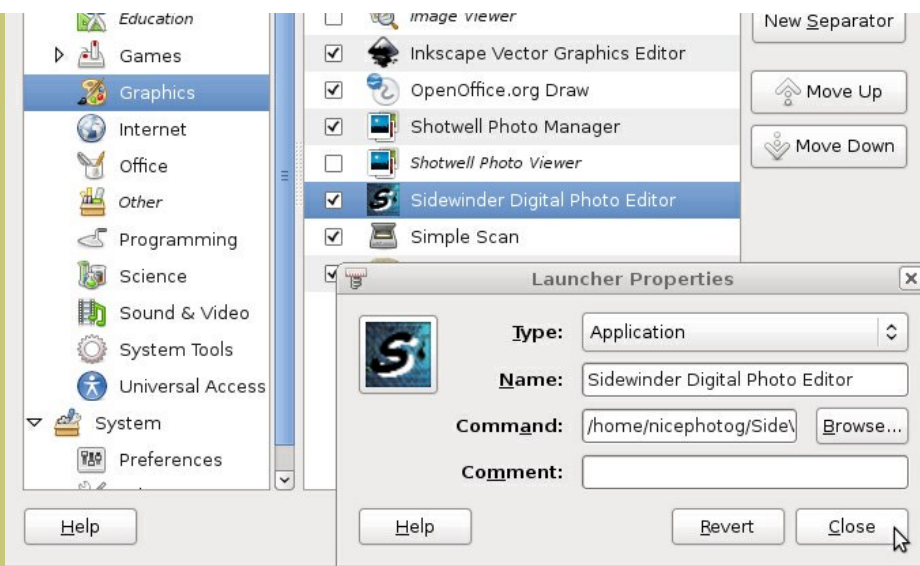 Education
Games
Graphics
Internet
Office
Other
Programming
Science
Sound & Video
System Tools
Universal Access
System
Preferences
Help
Image Viewer
Inkscape Vector Graphics Editor
OpenOffice.org Draw
Shotwell Photo Manager
Shotwell Photo Viewer
Sidewinder Digital Photo Editor
Simple Scan
New Separator
Move Up
Move Down
Launcher Properties
Type: Application
Name: Sidewinder Digital Photo Editor
Command: /home/nicephotog/Side\ Browse...
Comment:
Help Revert Close